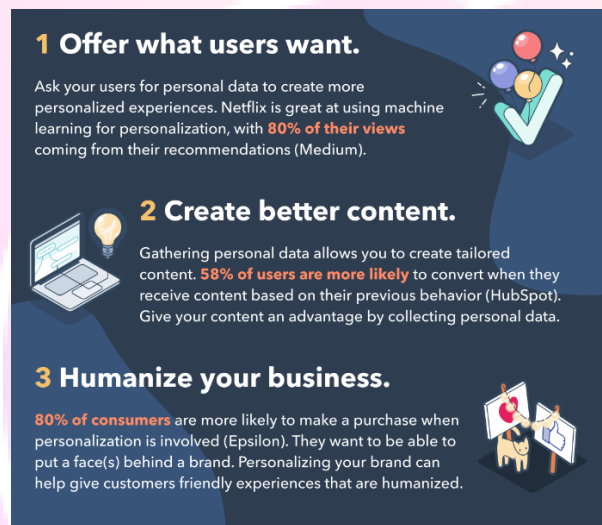 1 Offer what users want.
Ask your users for personal data to create more
personalized experiences. Netflix is great at using machine
learning for personalization, with 80% of their views
coming from their recommendations (Medium).
2 Create better content.
Gathering personal data allows you to create tailored
content. 58% of users are more likely to convert when they
receive content based on their previous behavior (HubSpot).
Give your content an advantage by collecting personal data.
3 Humanize your business.
80% of consumers are more likely to make a purchase when
personalization is involved (Epsilon). They want to be able to
put a face(s) behind a brand. Personalizing your brand can
help give customers friendly experiences that are humanized.